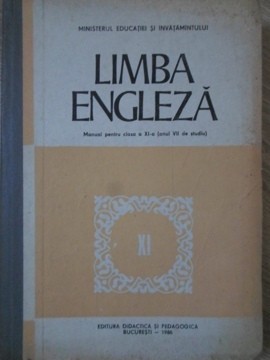 MINISTERUL EDUCAȚIEI ȘI ÎNVĂȚĂMÎNTULUI
LIMBA
ENGLEZĂ
Manual pentru clasa a XI-a (anul VII de studiu)
XI
EDITURA DIDACTICĂ ȘI PEDAGOGICĂ
BUCUREȘTI — 1986